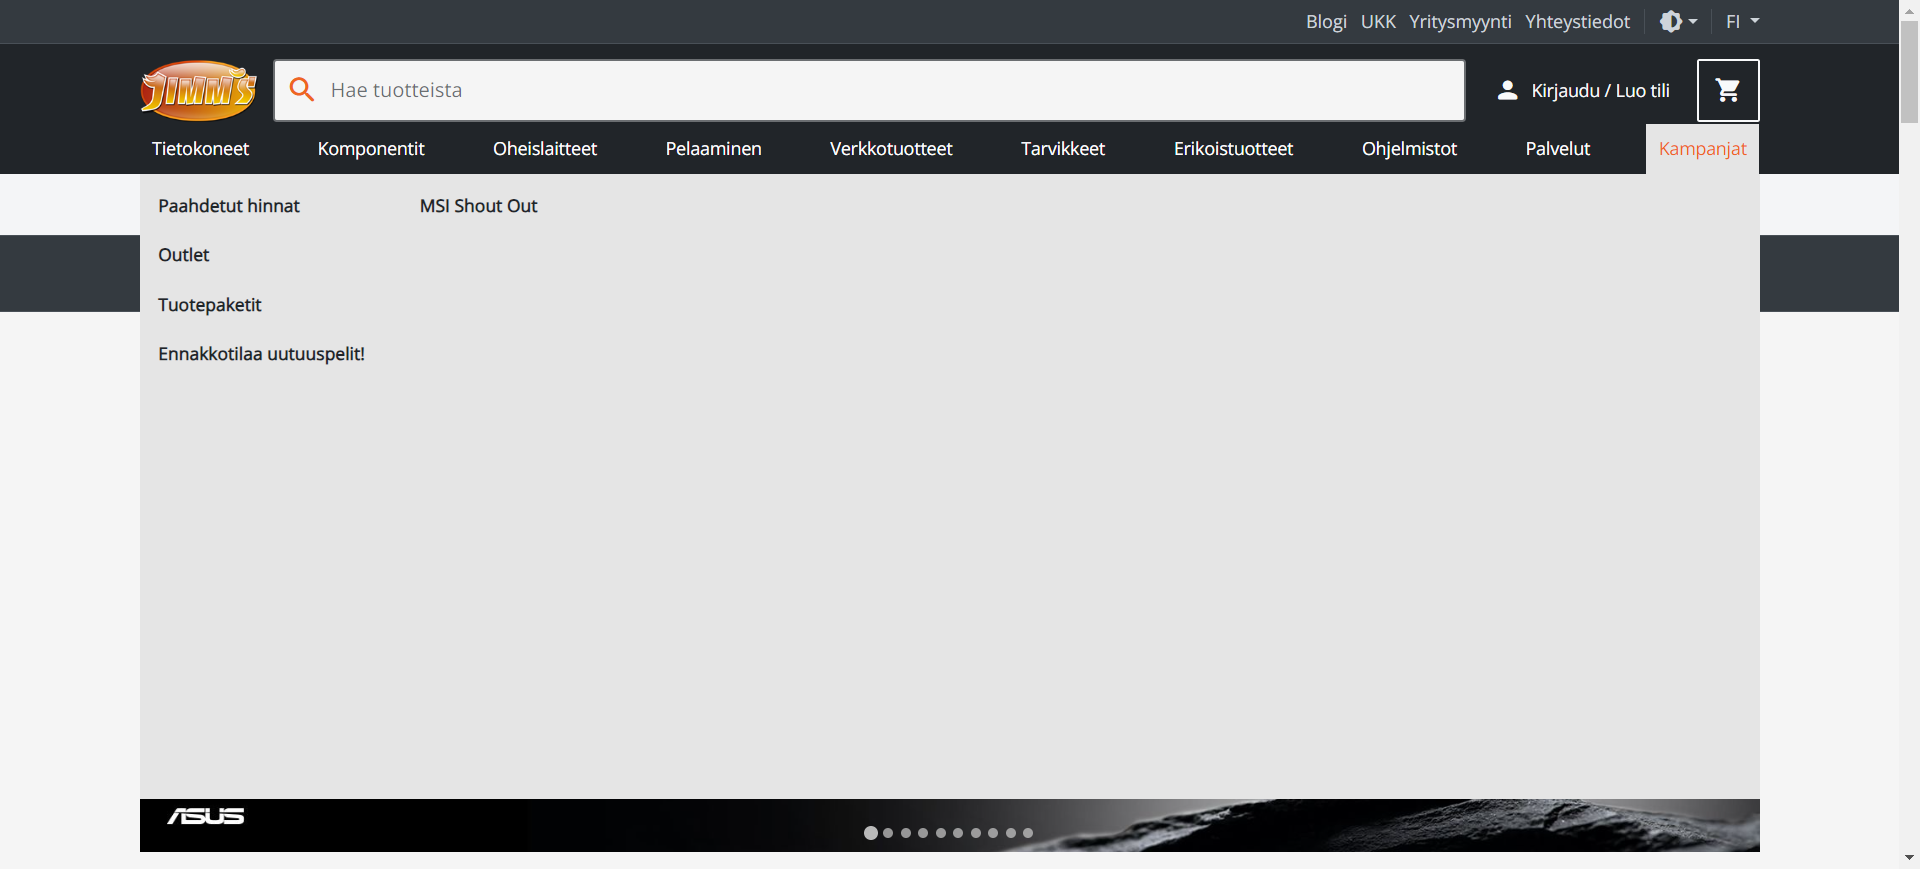 Blogi UKK Yritysmyynti Yhteystiedot FI
JIMM'S Hae tuotteista Kirjaudu / Luo tili
Tietokoneet Komponentit Oheislaitteet Pelaaminen Verkkotuotteet Tarvikkeet Erikoistuotteet Ohjelmistot Palvelut Kampanjat
Paahdetut hinnat MSI Shout Out
Outlet
Tuotepaketit
Ennakkotilaa uutuuspelit!
ASUS